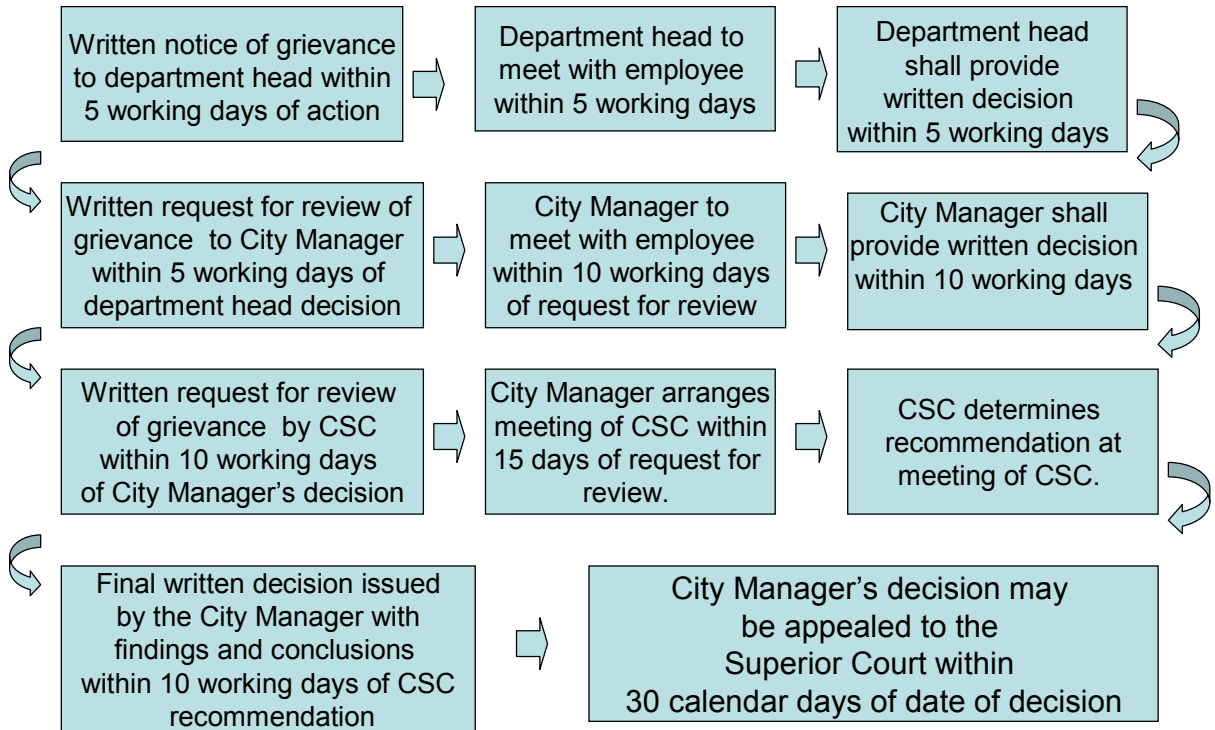 Written notice of grievance
to department head within
5 working days of action
Department head to
meet with employee
within 5 working days
Department head
shall provide
written decision
within 5 working days
Written request for review of
grievance to City Manager
within 5 working days of
department head decision
City Manager to
meet with employee
within 10 working days
of request for review
City Manager shall
provide written decision
within 10 working days
Written request for review
of grievance by CSC
within 10 working days
of City Manager’s decision
City Manager arranges
meeting of CSC within
15 days of request for
review.
CSC determines
recommendation at
meeting of CSC.
Final written decision issued
by the City Manager with
findings and conclusions
within 10 working days of CSC
recommendation
City Manager’s decision may
be appealed to the
Superior Court within
30 calendar days of date of decision